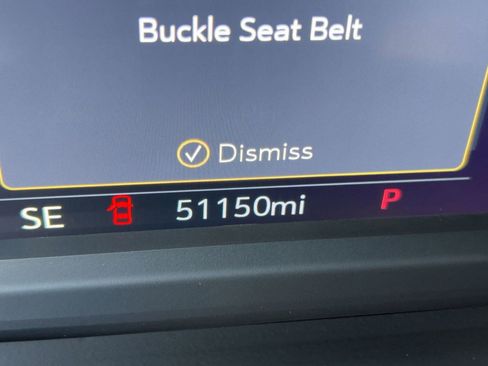 Buckle Seat Belt
Dismiss
SE 51150mi P